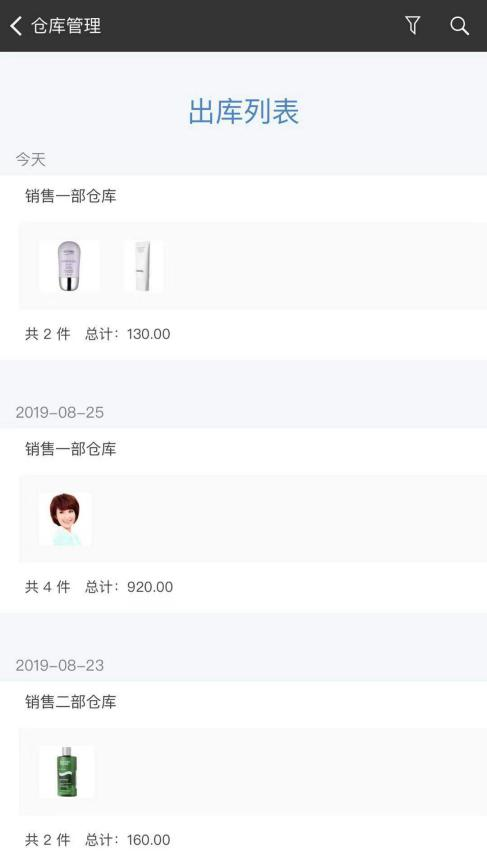 仓库管理
出库列表
今天
销售一部仓库
共 2 件 总计：130.00
2019-08-25
销售一部仓库
共 4 件 总计：920.00
2019-08-23
销售二部仓库
共 2 件 总计：160.00